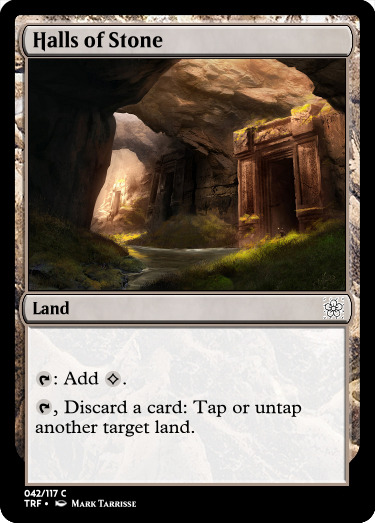 Halls of Stone
Land
: Add .
, Discard a card: Tap or untap
another target land.
042/117 C
TRF • Mark Tarrisse